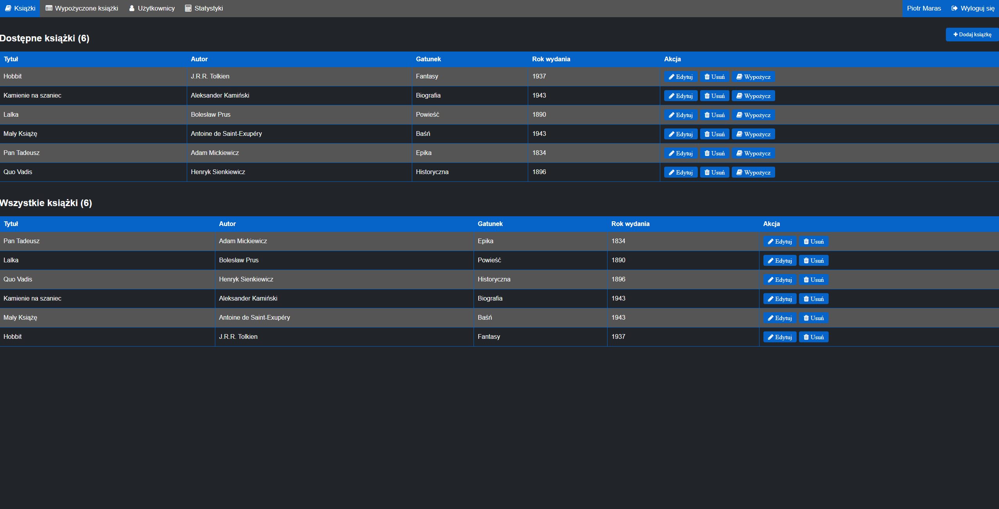 Książki Wypożyczone książki Użytkownicy Statystyki Piotr Maras Wyloguj się
Dostępne książki (6) Dodaj książkę
Tytuł Autor Gatunek Rok wydania Akcja
Hobbit J.R.R. Tolkien Fantasy 1937 Edytuj Usuń Wypożycz
Kamienie na szaniec Aleksander Kamiński Biografia 1943 Edytuj Usuń Wypożycz
Lalka Bolesław Prus Powieść 1890 Edytuj Usuń Wypożycz
Mały Książę Antoine de Saint-Exupéry Baśń 1943 Edytuj Usuń Wypożycz
Pan Tadeusz Adam Mickiewicz Epika 1834 Edytuj Usuń Wypożycz
Quo Vadis Henryk Sienkiewicz Historyczna 1896 Edytuj Usuń Wypożycz
Wszystkie książki (6)
Tytuł Autor Gatunek Rok wydania Akcja
Pan Tadeusz Adam Mickiewicz Epika 1834 Edytuj Usuń
Lalka Bolesław Prus Powieść 1890 Edytuj Usuń
Quo Vadis Henryk Sienkiewicz Historyczna 1896 Edytuj Usuń
Kamienie na szaniec Aleksander Kamiński Biografia 1943 Edytuj Usuń
Mały Książę Antoine de Saint-Exupéry Baśń 1943 Edytuj Usuń
Hobbit J.R.R. Tolkien Fantasy 1937 Edytuj Usuń